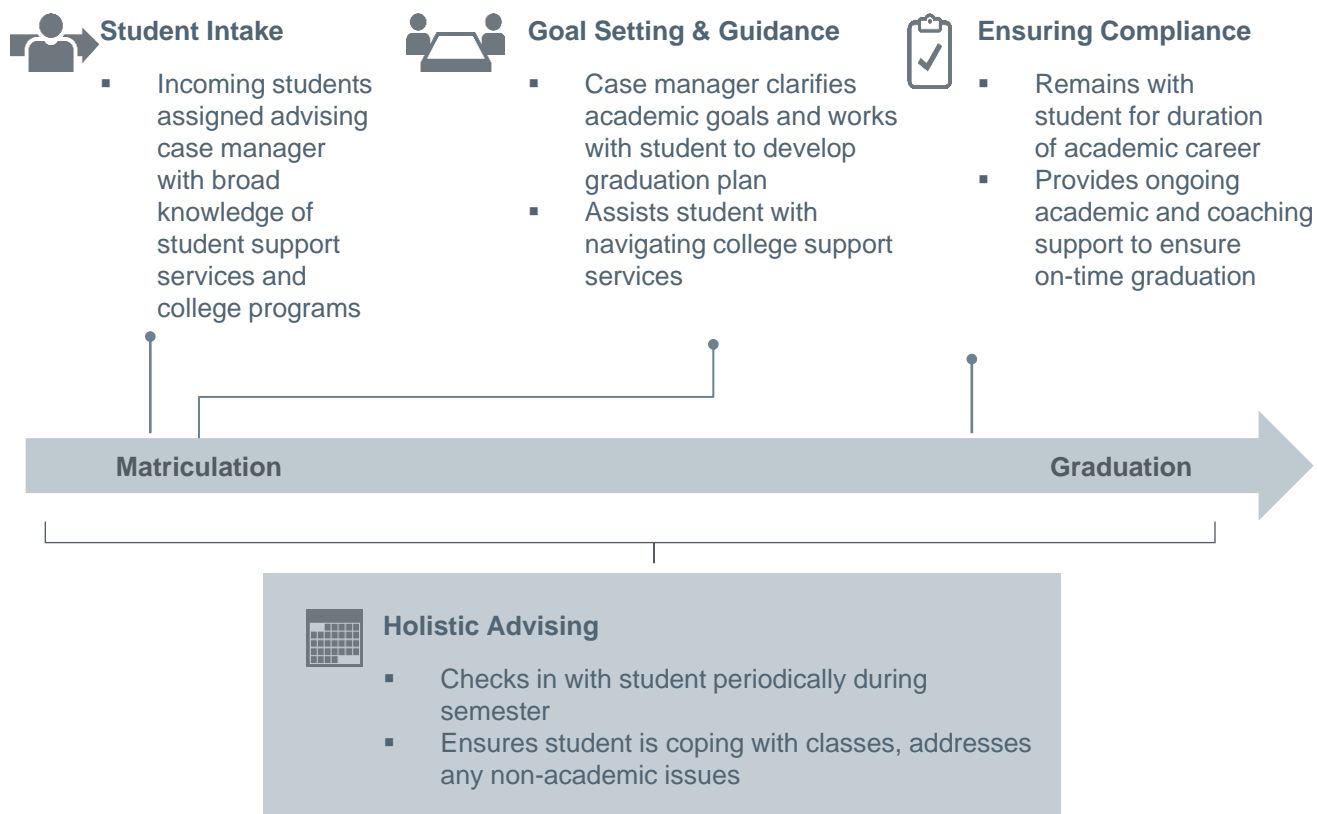 Student Intake
▪ Incoming students
assigned advising
case manager
with broad
knowledge of
student support
services and
college programs
Goal Setting & Guidance
▪ Case manager clarifies
academic goals and works
with student to develop
graduation plan
▪ Assists student with
navigating college support
services
Ensuring Compliance
▪ Remains with
student for duration
of academic career
▪ Provides ongoing
academic and coaching
support to ensure
on-time graduation
Matriculation
Graduation
Holistic Advising
▪ Checks in with student periodically during
semester
▪ Ensures student is coping with classes, addresses
any non-academic issues